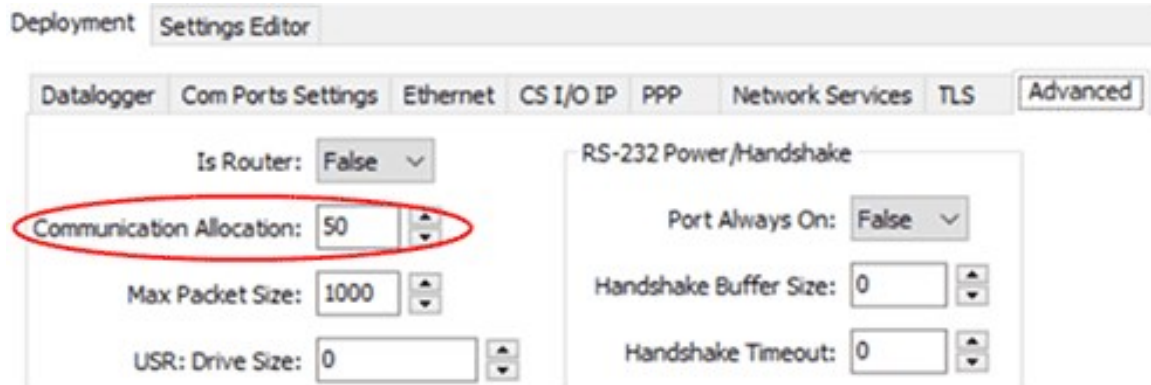 Deployment Settings Editor
Datalogger Com Ports Settings Ethernet CS I/O IP PPP Network Services TLS Advanced
Is Router: False
Communication Allocation: 50
Max Packet Size: 1000
USR: Drive Size: 0
RS-232 Power/Handshake
Port Always On: False
Handshake Buffer Size: 0
Handshake Timeout: 0